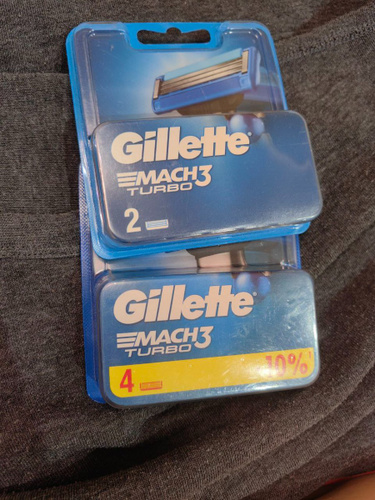 Gillette®
MACH3
TURBO
2
Gillette®
MACH3
TURBO
4
10%